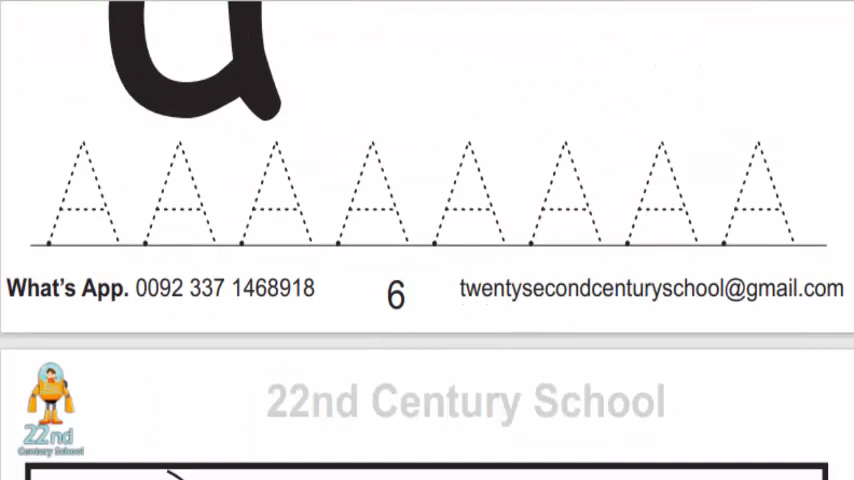 a
A A A A A A A A
What's App. 0092 337 1468918 6 twentysecondcenturyschool@gmail.com
22nd Century School
22nd
Century School